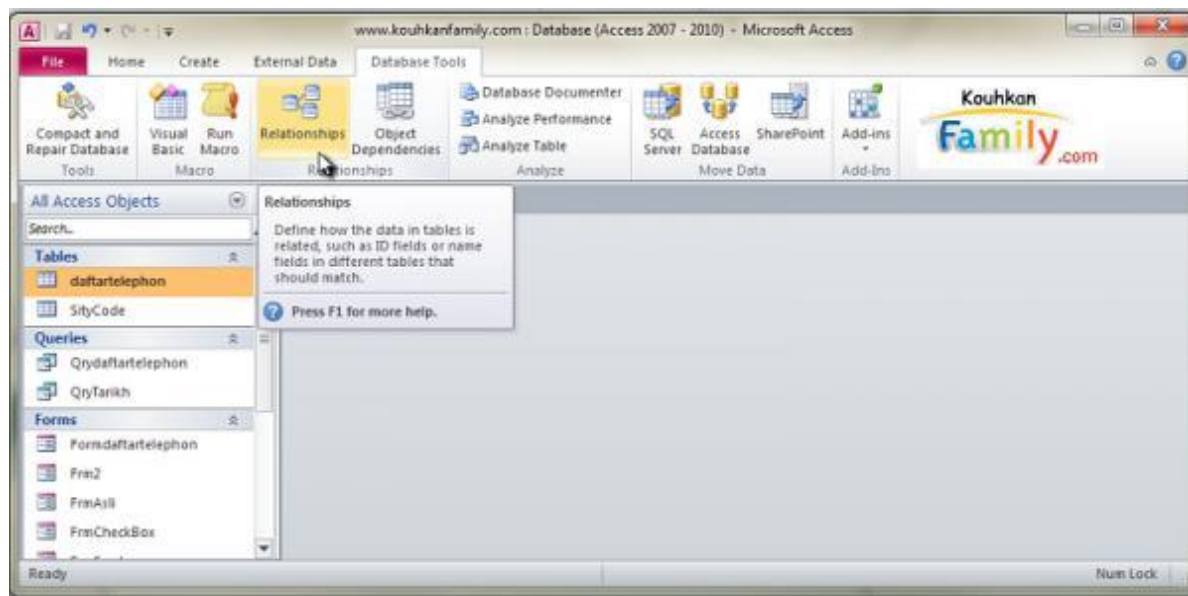 www.kouhkanfamily.com : Database (Access 2007 - 2010) - Microsoft Access
File Home Create External Data Database Tools
Compact and Repair Database
Visual Basic
Run Macro
Relationships
Object Dependencies
Database Documenter
Analyze Performance
Analyze Table
SQL Server
Access Database
SharePoint
Add-ins
Kouhkan
Family.com
Tools Macro Relationships Analyze Move Data Add-Ins
All Access Objects
Search...
Tables
daftartelephon
SityCode
Queries
Qrydaftartelephon
QryTarikh
Forms
Formdaftartelephon
Frm2
FrmAsli
FrmCheckBox
Relationships
Define how the data in tables is
related, such as ID fields or name
fields in different tables that
should match.
Press F1 for more help.
Ready Num Lock